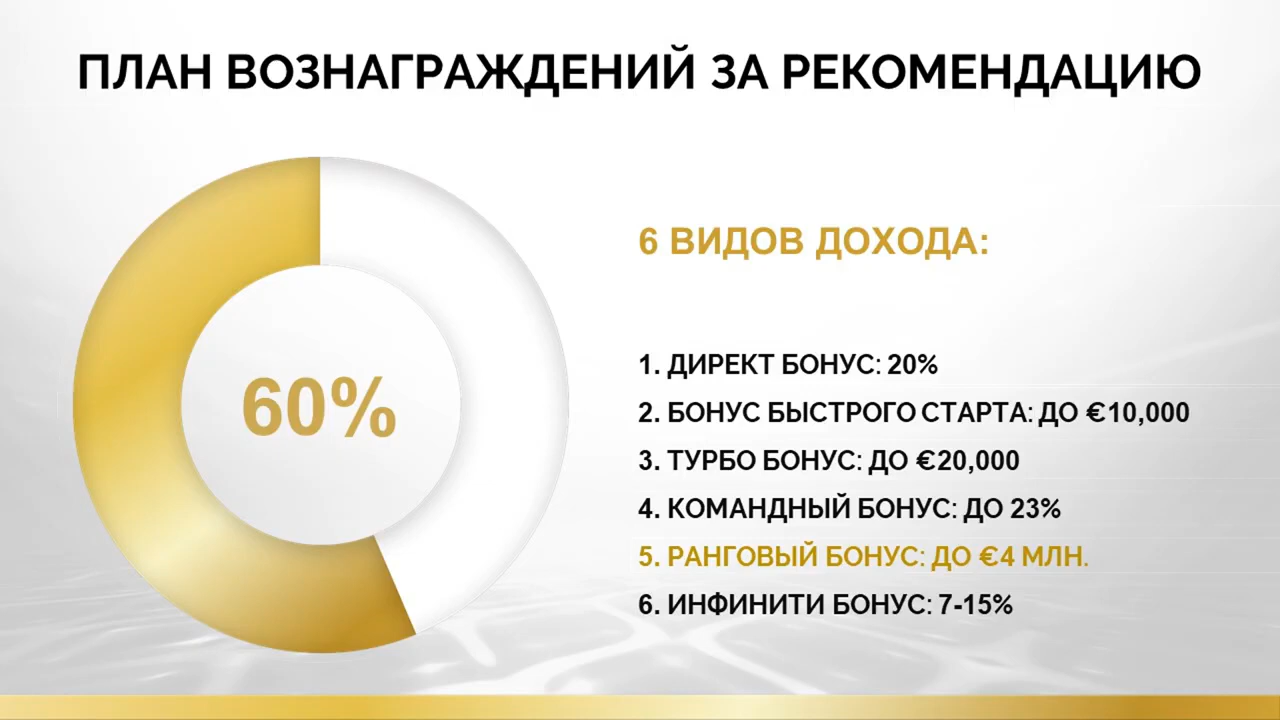 ПЛАН ВОЗНАГРАЖДЕНИЙ ЗА РЕКОМЕНДАЦИЮ
60%
6 ВИДОВ ДОХОДА:
1. ДИРЕКТ БОНУС: 20%
2. БОНУС БЫСТРОГО СТАРТА: ДО €10,000
3. ТУРБО БОНУС: ДО €20,000
4. КОМАНДНЫЙ БОНУС: ДО 23%
5. РАНГОВЫЙ БОНУС: ДО €4 МЛН.
6. ИНФИНИТИ БОНУС: 7-15%